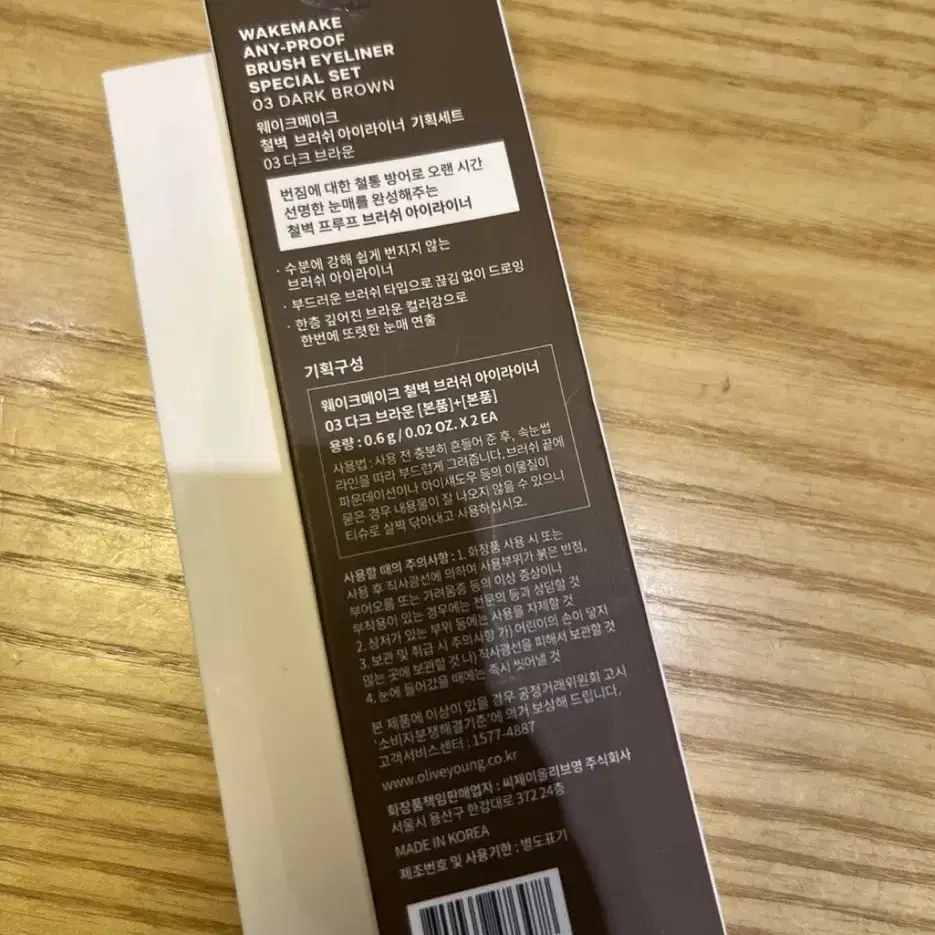 WAKEMAKE
ANY-PROOF
BRUSH EYELINER
SPECIAL SET
03 DARK BROWN
웨이크메이크
철벽 브러쉬 아이라이너 기획세트
03 다크 브라운
번짐에 대한 철통 방어로 오랜 시간
선명한 눈매를 완성해주는
철벽 프루프 브러쉬 아이라이너
· 수분에 강해 쉽게 번지지 않는
브러쉬 아이라이너
· 부드러운 브러쉬 타입으로 끊김 없이 드로잉
· 한층 깊어진 브라운 컬러감으로
한번에 또렷한 눈매 연출
기획구성
웨이크메이크 철벽 브러쉬 아이라이너
03 다크 브라운 [본품]+[본품]
용량 : 0.6 g / 0.02 OZ. X 2 EA
사용법 : 사용 전 충분히 흔들어 준 후, 속눈썹
라인을 따라 부드럽게 그려줍니다. 브러쉬 끝에
파운데이션이나 아이섀도우 등의 이물질이
묻은 경우 내용물이 잘 나오지 않을 수 있으니
티슈로 살짝 닦아내고 사용하십시오.
사용할 때의 주의사항 : 1. 화장품 사용 시 또는
사용 후 직사광선에 의하여 사용부위가 붉은 반점,
부어오름 또는 가려움증 등의 이상 증상이나
부작용이 있는 경우에는 전문의 등과 상담할 것
2. 상처가 있는 부위 등에는 사용을 자제할 것
3. 보관 및 취급 시 주의사항 가) 어린이의 손이 닿지
않는 곳에 보관할 것 나) 직사광선을 피해서 보관할 것
4. 눈에 들어갔을 때에는 즉시 씻어낼 것
본 제품에 이상이 있을 경우 공정거래위원회 고시
'소비자분쟁해결기준'에 의거 보상해 드립니다.
고객서비스센터 : 1577-4887
www.oliveyoung.co.kr
화장품책임판매업자 : 씨제이올리브영 주식회사
서울시 용산구 한강대로 372 24층
MADE IN KOREA
제조번호 및 사용기한 : 별도표기